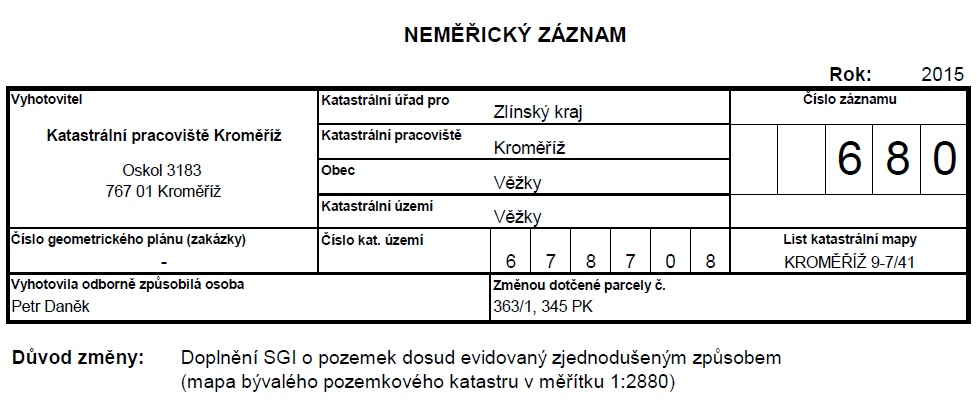 NEMĚŘICKÝ ZÁZNAM
Rok: 2015
Vyhotovitel
Katastrální pracoviště Kroměříž
Oskol 3183
767 01 Kroměříž
Katastrální úřad pro
Zlínský kraj
Katastrální pracoviště
Kroměříž
Obec
Věžky
Katastrální území
Věžky
Číslo záznamu
6 8 0
Číslo geometrického plánu (zakázky)
-
Číslo kat. území
6 7 8 7 0 8
List katastrální mapy
KROMĚŘÍŽ 9-7/41
Vyhotovila odborně způsobilá osoba
Petr Daněk
Změnou dotčené parcely č.
363/1, 345 PK
Důvod změny: Doplnění SGI o pozemek dosud evidovaný zjednodušeným způsobem
(mapa bývalého pozemkového katastru v měřítku 1:2880)